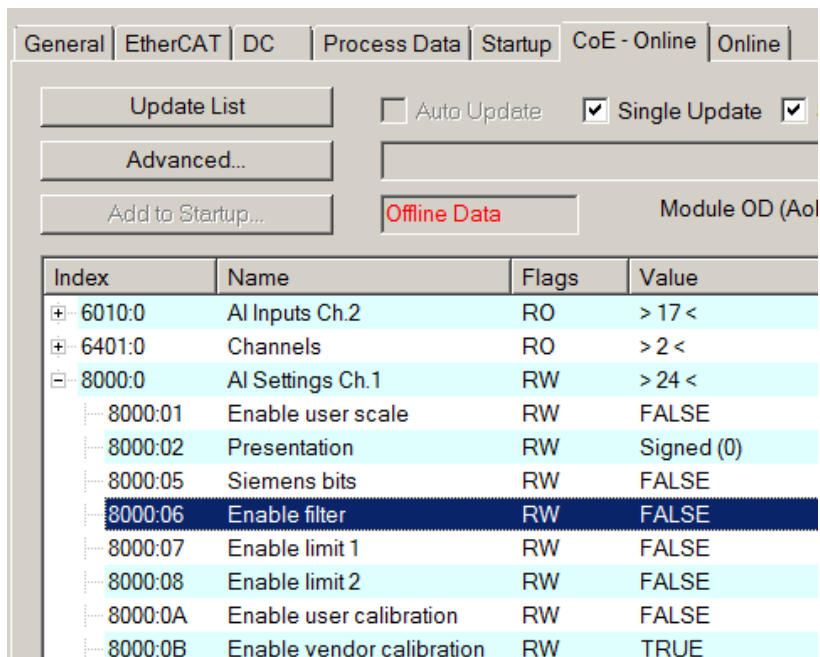 General EtherCAT DC Process Data Startup CoE - Online Online
Update List Auto Update Single Update
Advanced...
Add to Startup... Offline Data Module OD (AoE
Index Name Flags Value
6010:0 AI Inputs Ch.2 RO > 17 <
6401:0 Channels RO > 2 <
8000:0 AI Settings Ch.1 RW > 24 <
8000:01 Enable user scale RW FALSE
8000:02 Presentation RW Signed (0)
8000:05 Siemens bits RW FALSE
8000:06 Enable filter RW FALSE
8000:07 Enable limit 1 RW FALSE
8000:08 Enable limit 2 RW FALSE
8000:0A Enable user calibration RW FALSE
8000:0B Enable vendor calibration RW TRUE